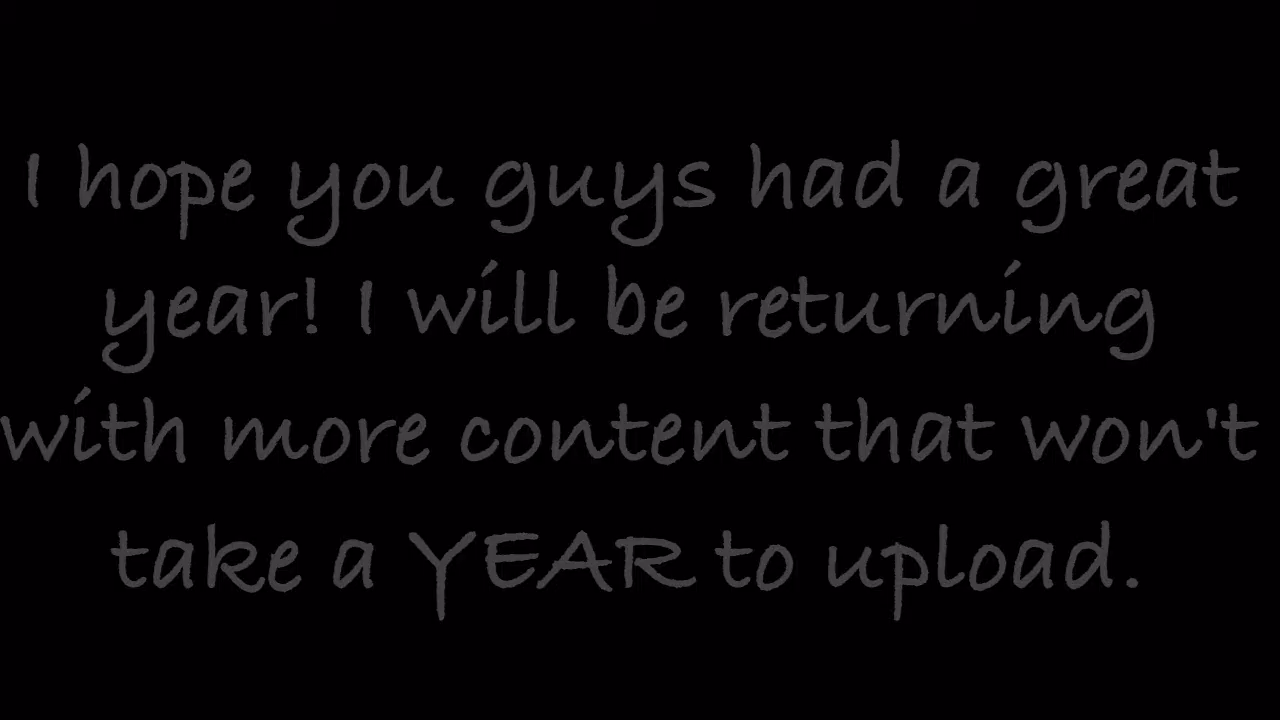 I hope you guys had a great
year! I will be returning
with more content that won't
take a YEAR to upload.